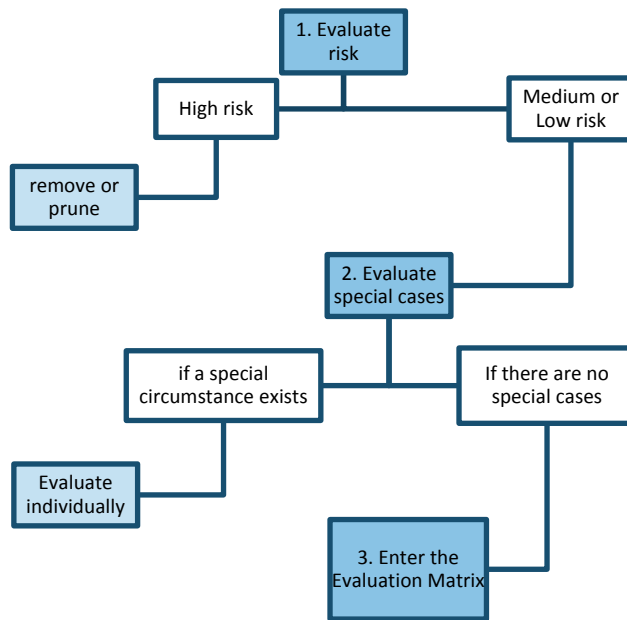 1. Evaluate
risk
High risk
Medium or
Low risk
remove or
prune
2. Evaluate
special cases
if a special
circumstance exists
If there are no
special cases
Evaluate
individually
3. Enter the
Evaluation Matrix